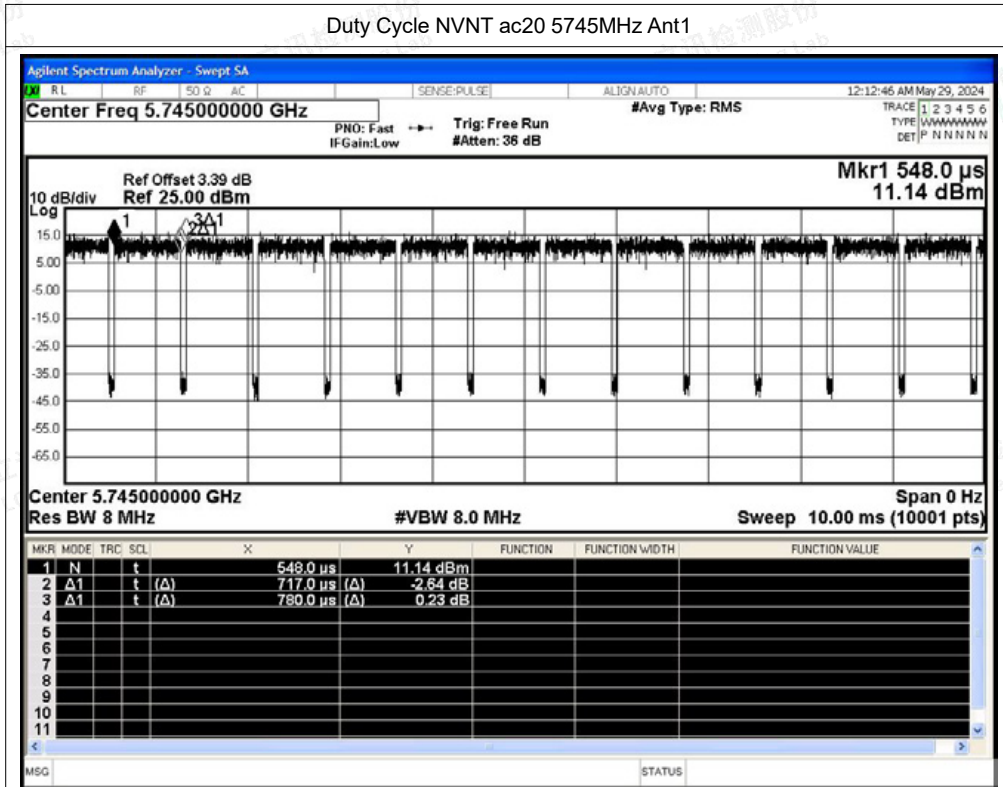 Duty Cycle NVNT ac20 5745MHz Ant1
Agilent Spectrum Analyzer - Swept SA
RL RF 50 Ω AC SENSE:PULSE ALIGN AUTO 12:12:46 AM May 29, 2024
Center Freq 5.745000000 GHz #Avg Type: RMS TRACE 1 2 3 4 5 6
PNO: Fast Trig: Free Run TYPE WWWWWW
IFGain:Low #Atten: 36 dB DET P N N N N N
Mkr1 548.0 µs
11.14 dBm
Ref Offset 3.39 dB
10 dB/div Ref 25.00 dBm
Log
1 2Δ1 3Δ1
15.0
5.00
-5.00
-15.0
-25.0
-35.0
-45.0
-55.0
-65.0
Center 5.745000000 GHz Span 0 Hz
Res BW 8 MHz #VBW 8.0 MHz Sweep 10.00 ms (10001 pts)
MKR MODE TRC SCL X Y FUNCTION FUNCTION WIDTH FUNCTION VALUE
1 N t 548.0 µs 11.14 dBm
2 Δ1 t (Δ) 717.0 µs (Δ) -2.64 dB
3 Δ1 t (Δ) 780.0 µs (Δ) 0.23 dB
4
5
6
7
8
9
10
11
MSG STATUS